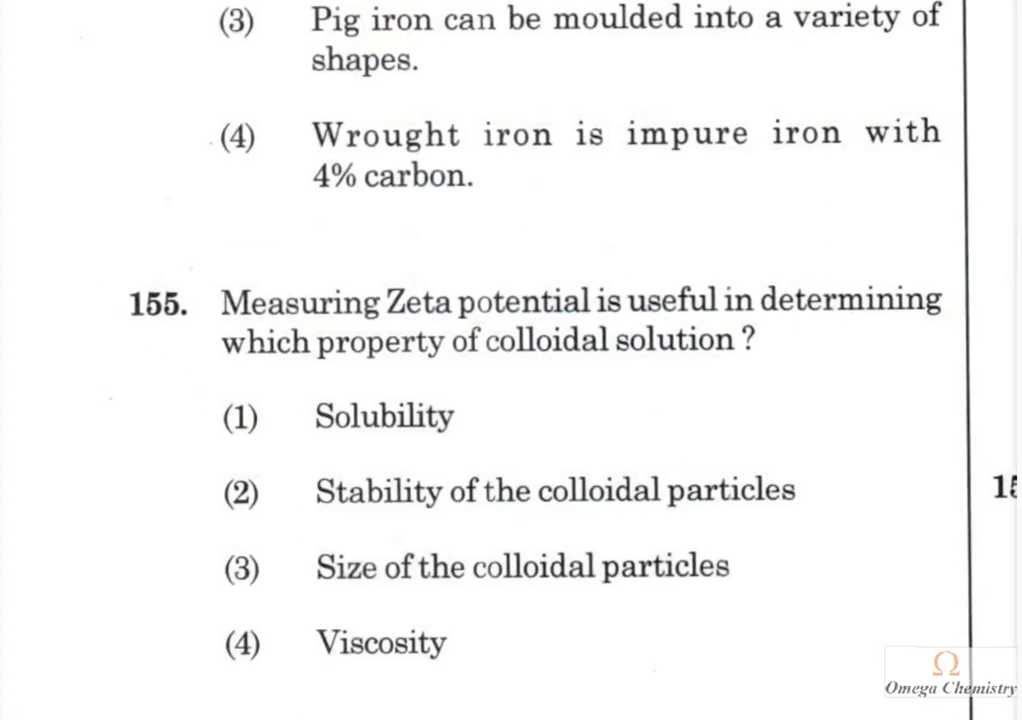 (3) Pig iron can be moulded into a variety of
shapes.
(4) Wrought iron is impure iron with
4% carbon.
155. Measuring Zeta potential is useful in determining
which property of colloidal solution ?
(1) Solubility
(2) Stability of the colloidal particles
(3) Size of the colloidal particles
(4) Viscosity
Ω
Omega Chemistry